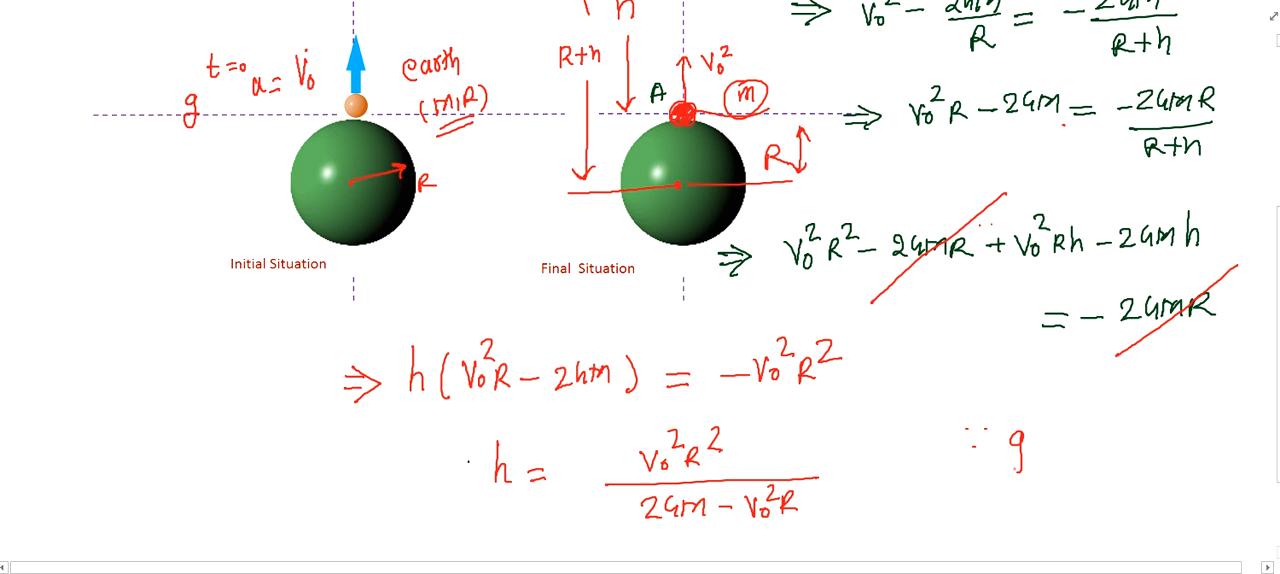 t=0
u = V₀
g
earth
(M,R)
R
Initial Situation
h
R+h
V₀²
A
m
R
Final Situation
⇒ V₀² − 2GM/R = − 2GM/(R+h)
⇒ V₀²R − 2GM = −2GMR/(R+h)
⇒ V₀²R² − 2GMR + V₀²Rh − 2GMh
= − 2GMR
⇒ h(V₀²R − 2GM) = −V₀²R²
h = V₀²R²/(2GM − V₀²R)
∵ g